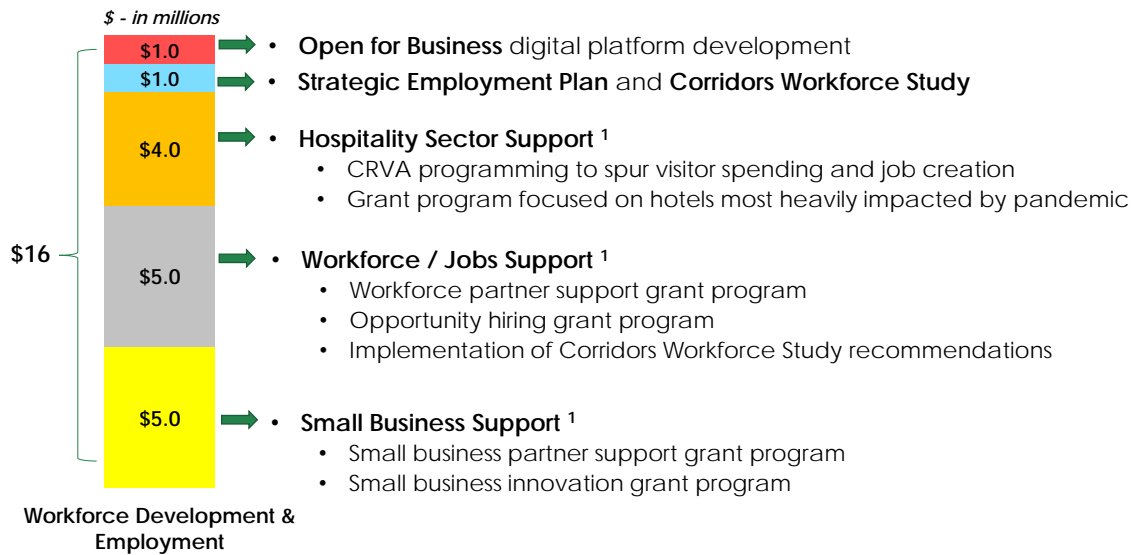 $ - in millions
$1.0
• Open for Business digital platform development
$1.0
• Strategic Employment Plan and Corridors Workforce Study
$4.0
• Hospitality Sector Support ¹
• CRVA programming to spur visitor spending and job creation
• Grant program focused on hotels most heavily impacted by pandemic
$16
$5.0
• Workforce / Jobs Support ¹
• Workforce partner support grant program
• Opportunity hiring grant program
• Implementation of Corridors Workforce Study recommendations
$5.0
• Small Business Support ¹
• Small business partner support grant program
• Small business innovation grant program
Workforce Development &
Employment